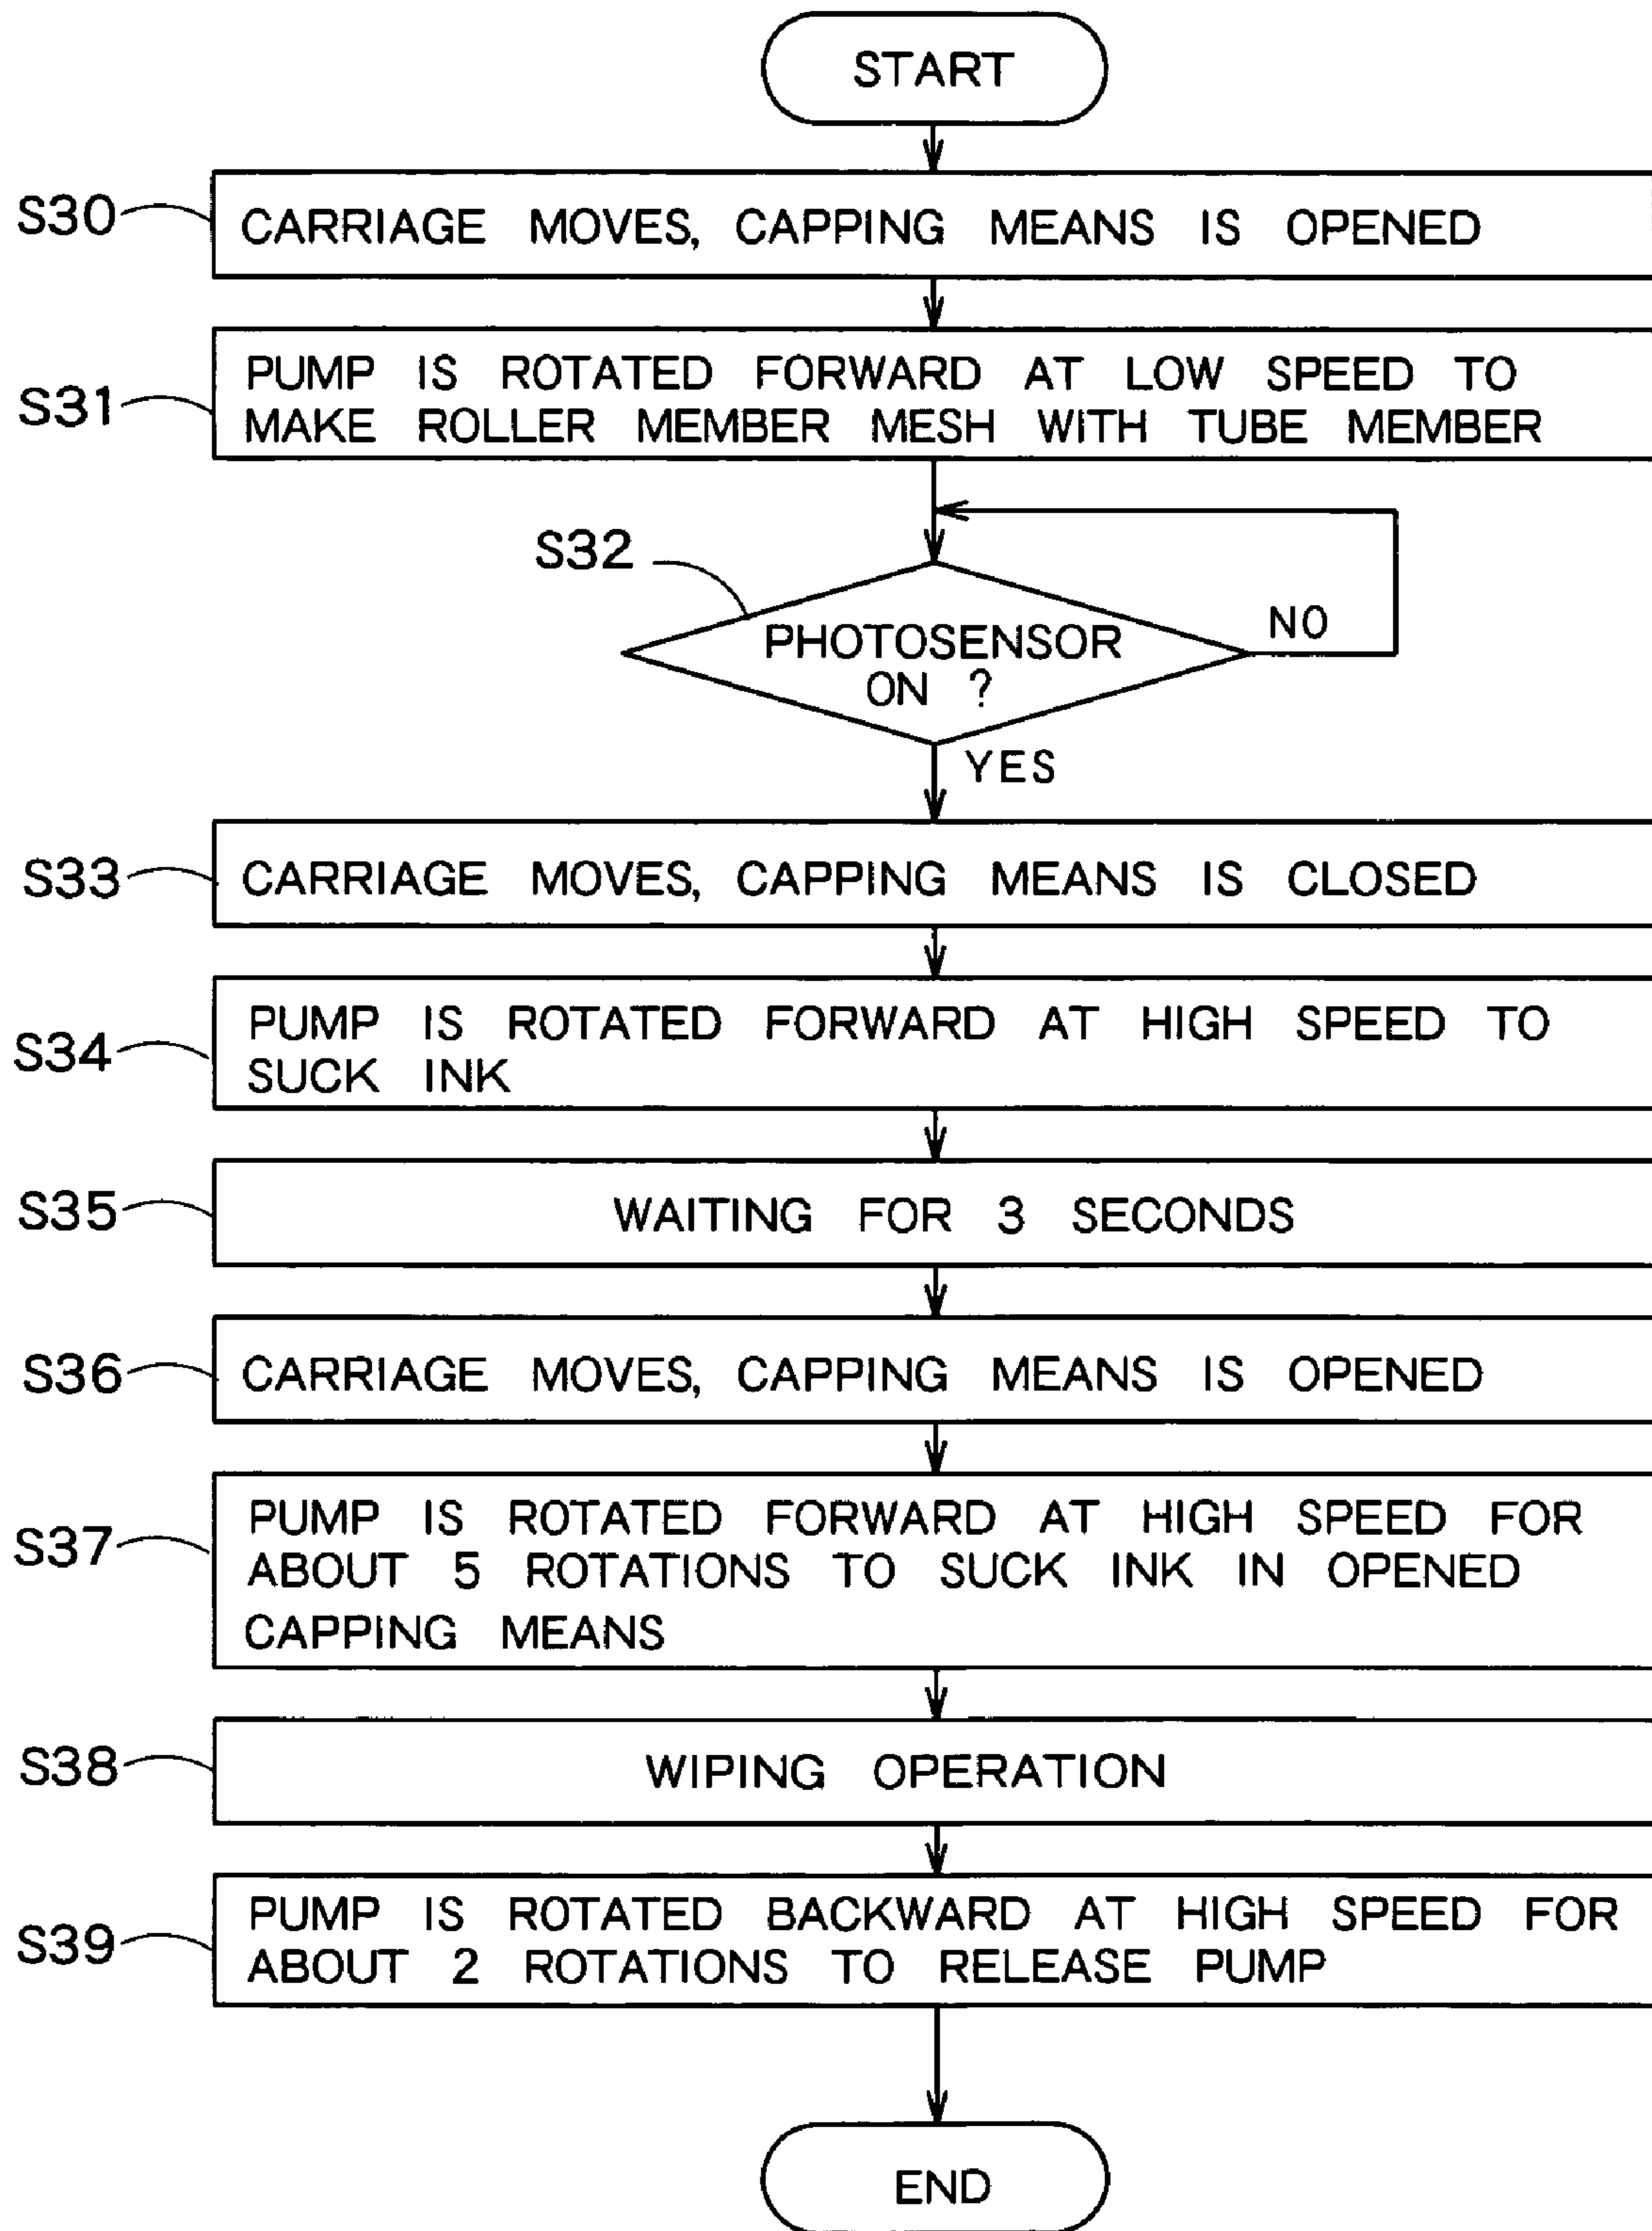 START
S30
CARRIAGE MOVES, CAPPING MEANS IS OPENED
S31
PUMP IS ROTATED FORWARD AT LOW SPEED TO
MAKE ROLLER MEMBER MESH WITH TUBE MEMBER
S32
PHOTOSENSOR
ON ?
NO
YES
S33
CARRIAGE MOVES, CAPPING MEANS IS CLOSED
S34
PUMP IS ROTATED FORWARD AT HIGH SPEED TO
SUCK INK
S35
WAITING FOR 3 SECONDS
S36
CARRIAGE MOVES, CAPPING MEANS IS OPENED
S37
PUMP IS ROTATED FORWARD AT HIGH SPEED FOR
ABOUT 5 ROTATIONS TO SUCK INK IN OPENED
CAPPING MEANS
S38
WIPING OPERATION
S39
PUMP IS ROTATED BACKWARD AT HIGH SPEED FOR
ABOUT 2 ROTATIONS TO RELEASE PUMP
END